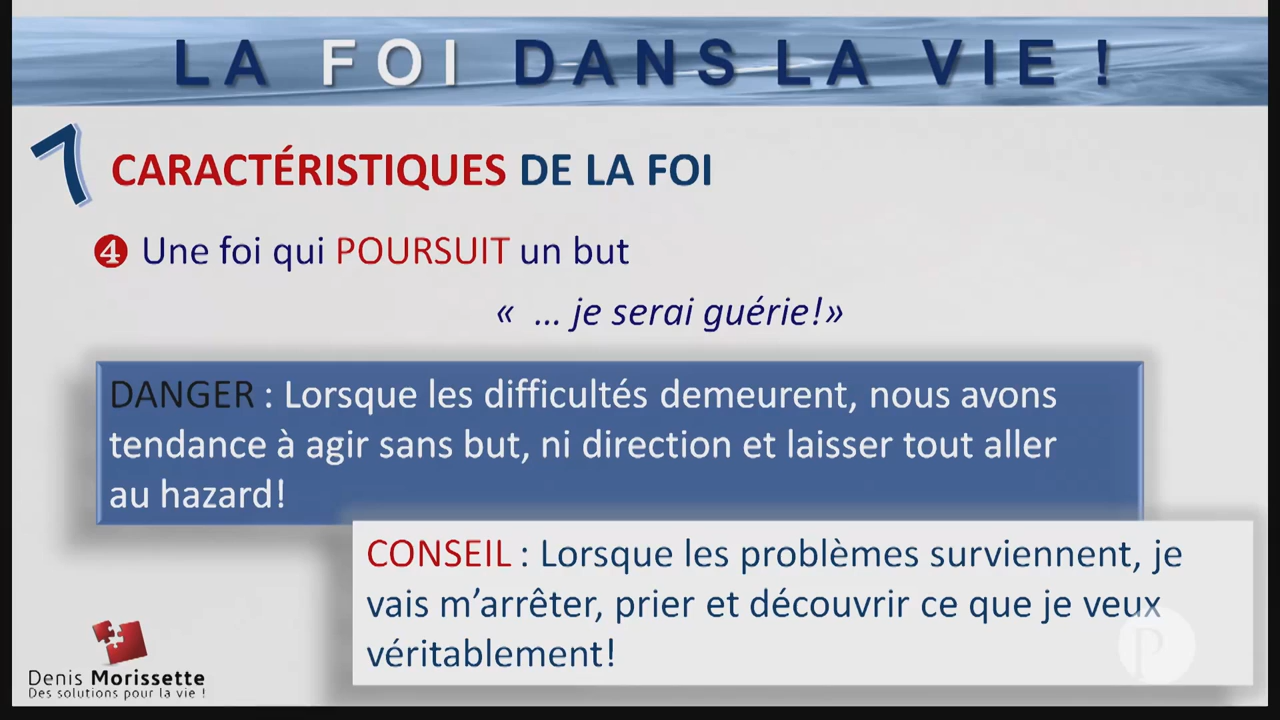 LA FOI DANS LA VIE !
7 CARACTÉRISTIQUES DE LA FOI
❹ Une foi qui POURSUIT un but
« … je serai guérie!»
DANGER : Lorsque les difficultés demeurent, nous avons
tendance à agir sans but, ni direction et laisser tout aller
au hazard!
CONSEIL : Lorsque les problèmes surviennent, je
vais m’arrêter, prier et découvrir ce que je veux
véritablement!
P
Denis Morissette
Des solutions pour la vie !